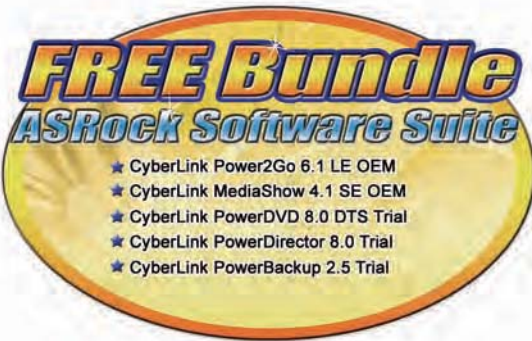 FREE Bundle
ASRock Software Suite
CyberLink Power2Go 6.1 LE OEM
CyberLink MediaShow 4.1 SE OEM
CyberLink PowerDVD 8.0 DTS Trial
CyberLink PowerDirector 8.0 Trial
CyberLink PowerBackup 2.5 Trial